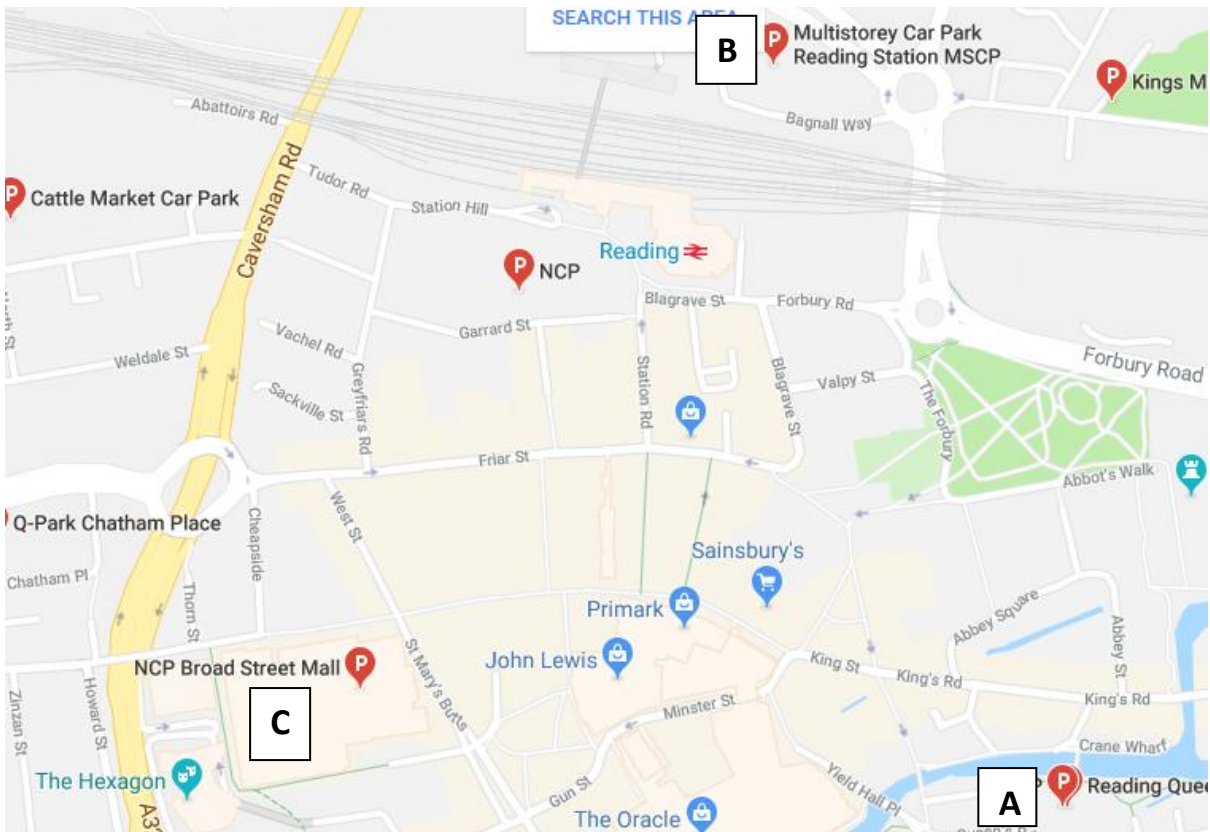 SEARCH THIS AREA
B
Multistorey Car Park
Reading Station MSCP
Kings M
Abattoirs Rd
Bagnall Way
Caversham Rd
Tudor Rd
Cattle Market Car Park
Station Hill
Reading
NCP
Blagrave St
Forbury Rd
Garrard St
Vachel Rd
Weldale St
Forbury Road
Greyfriars Rd
Station Rd
Blagrave St
Valpy St
The Forbury
Sackville St
Friar St
Abbot's Walk
West St
Q-Park Chatham Place
Cheapside
Sainsbury's
Chatham Pl
Thorn St
Primark
Abbey Square
Abbey St
NCP Broad Street Mall
John Lewis
King St
King's Rd
King's Rd
St Mary's Butts
Zinzan St
Howard St
C
Minster St
Crane Wharf
The Hexagon
Yield Hall Pl
A
P
Reading Quee
Gun St
The Oracle